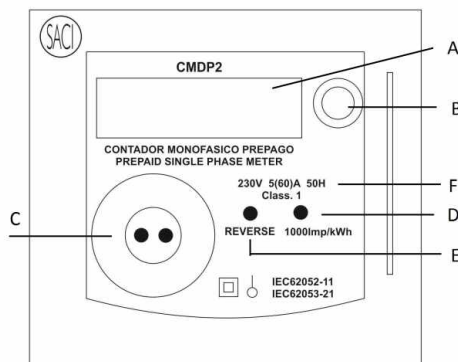 SACI
CMDP2
A
B
CONTADOR MONOFASICO PREPAGO
PREPAID SINGLE PHASE METER
230V 5(60)A 50H
Class. 1
F
C
D
REVERSE 1000Imp/kWh
E
IEC62052-11
IEC62053-21